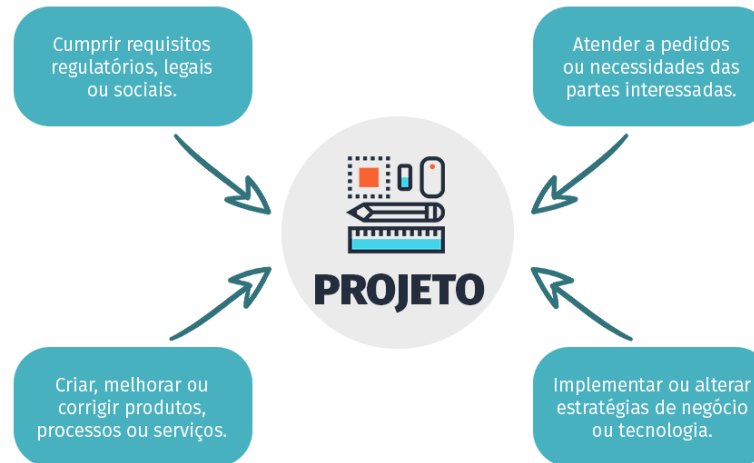 Cumprir requisitos
regulatórios, legais
ou sociais.
Atender a pedidos
ou necessidades das
partes interessadas.
PROJETO
Criar, melhorar ou
corrigir produtos,
processos ou serviços.
Implementar ou alterar
estratégias de negócio
ou tecnologia.